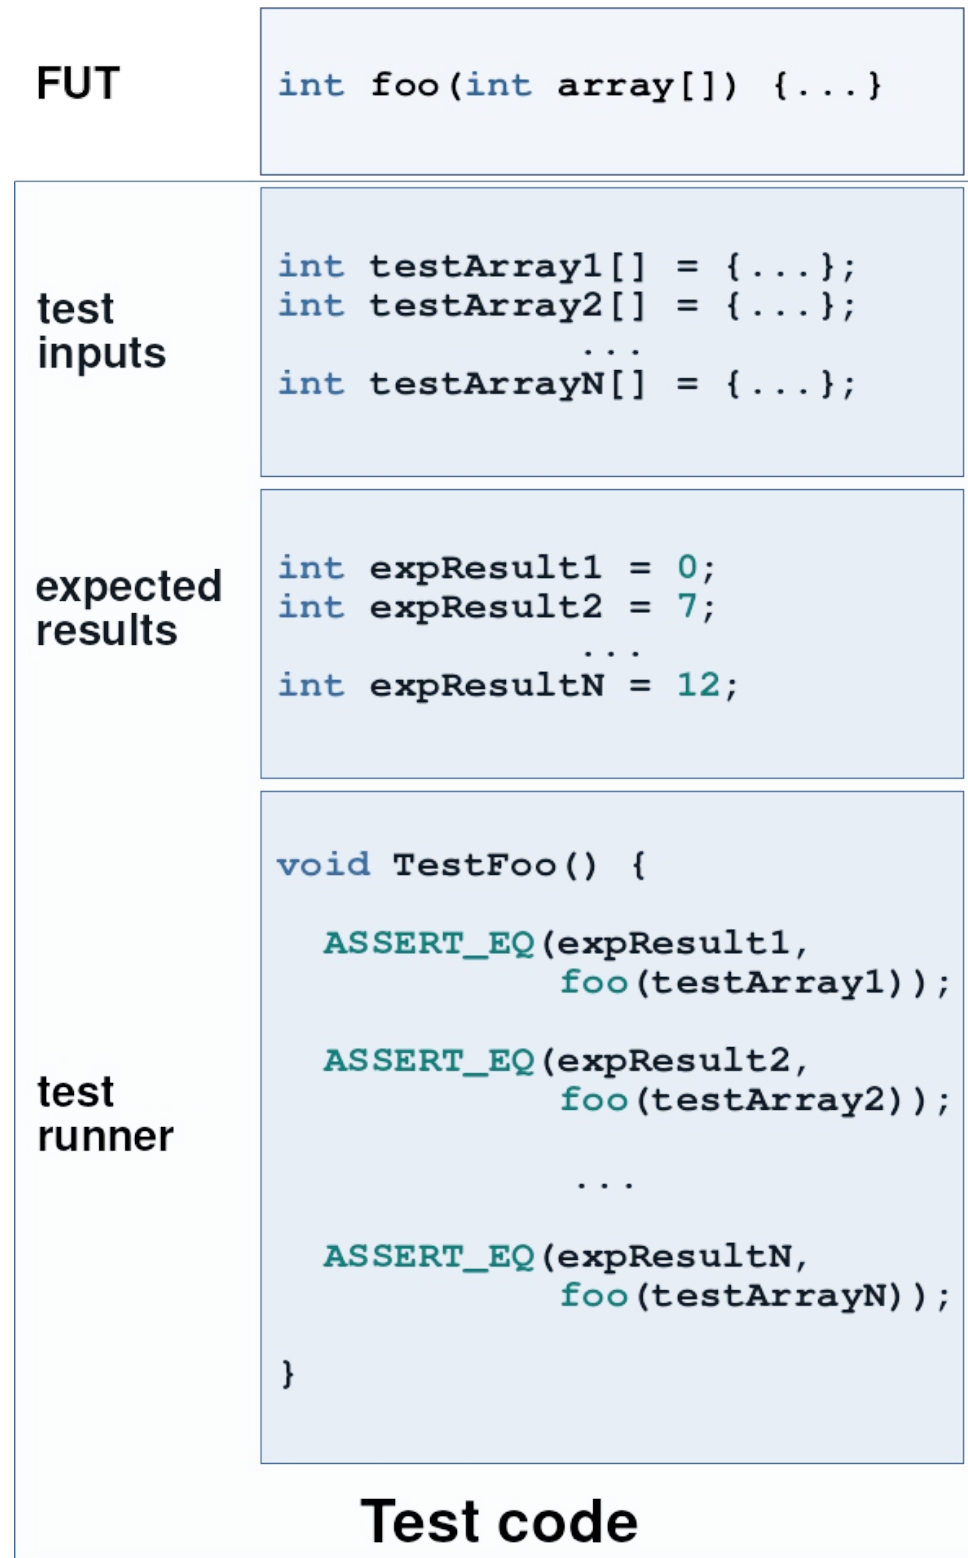 FUT
int foo(int array[]) {...}
test
inputs
int testArray1[] = {...};
int testArray2[] = {...};
...
int testArrayN[] = {...};
expected
results
int expResult1 = 0;
int expResult2 = 7;
...
int expResultN = 12;
test
runner
void TestFoo() {
ASSERT_EQ(expResult1,
foo(testArray1));
ASSERT_EQ(expResult2,
foo(testArray2));
...
ASSERT_EQ(expResultN,
foo(testArrayN));
}
Test code